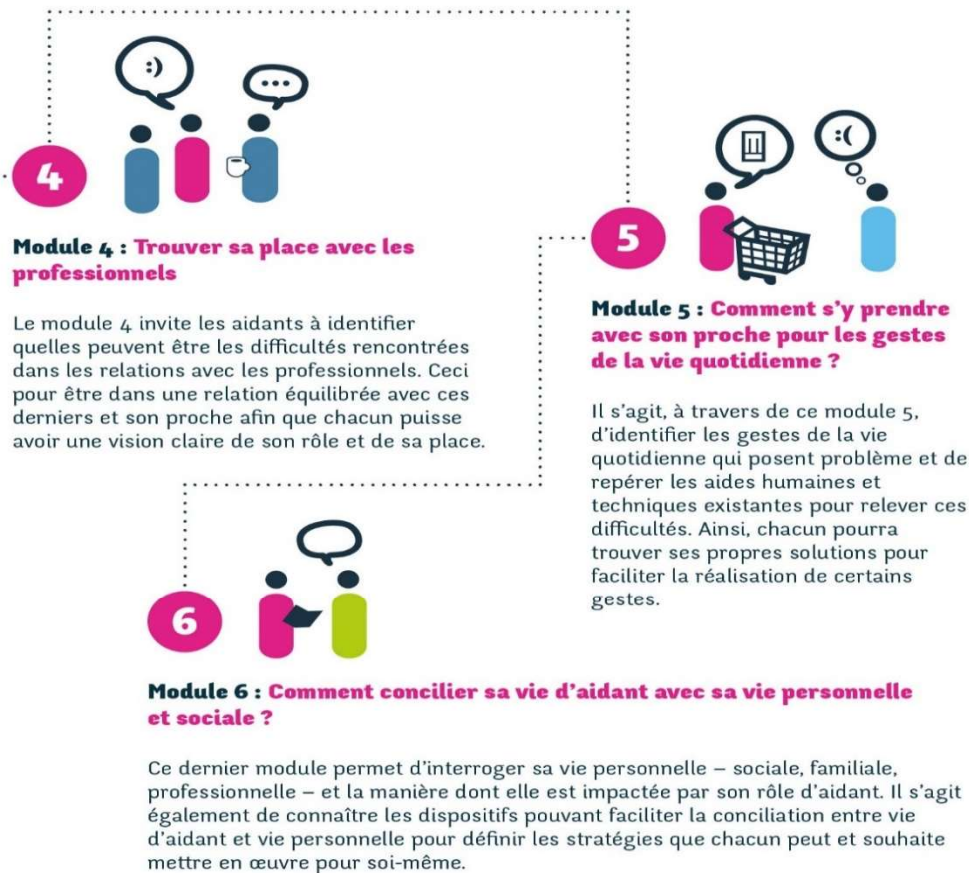 :)
...
4
Module 4 : Trouver sa place avec les
professionnels
Le module 4 invite les aidants à identifier
quelles peuvent être les difficultés rencontrées
dans les relations avec les professionnels. Ceci
pour être dans une relation équilibrée avec ces
derniers et son proche afin que chacun puisse
avoir une vision claire de son rôle et de sa place.
:(
5
Module 5 : Comment s’y prendre
avec son proche pour les gestes
de la vie quotidienne ?
Il s’agit, à travers de ce module 5,
d’identifier les gestes de la vie
quotidienne qui posent problème et de
repérer les aides humaines et
techniques existantes pour relever ces
difficultés. Ainsi, chacun pourra
trouver ses propres solutions pour
faciliter la réalisation de certains
gestes.
6
Module 6 : Comment concilier sa vie d’aidant avec sa vie personnelle
et sociale ?
Ce dernier module permet d’interroger sa vie personnelle – sociale, familiale,
professionnelle – et la manière dont elle est impactée par son rôle d’aidant. Il s’agit
également de connaître les dispositifs pouvant faciliter la conciliation entre vie
d’aidant et vie personnelle pour définir les stratégies que chacun peut et souhaite
mettre en œuvre pour soi-même.